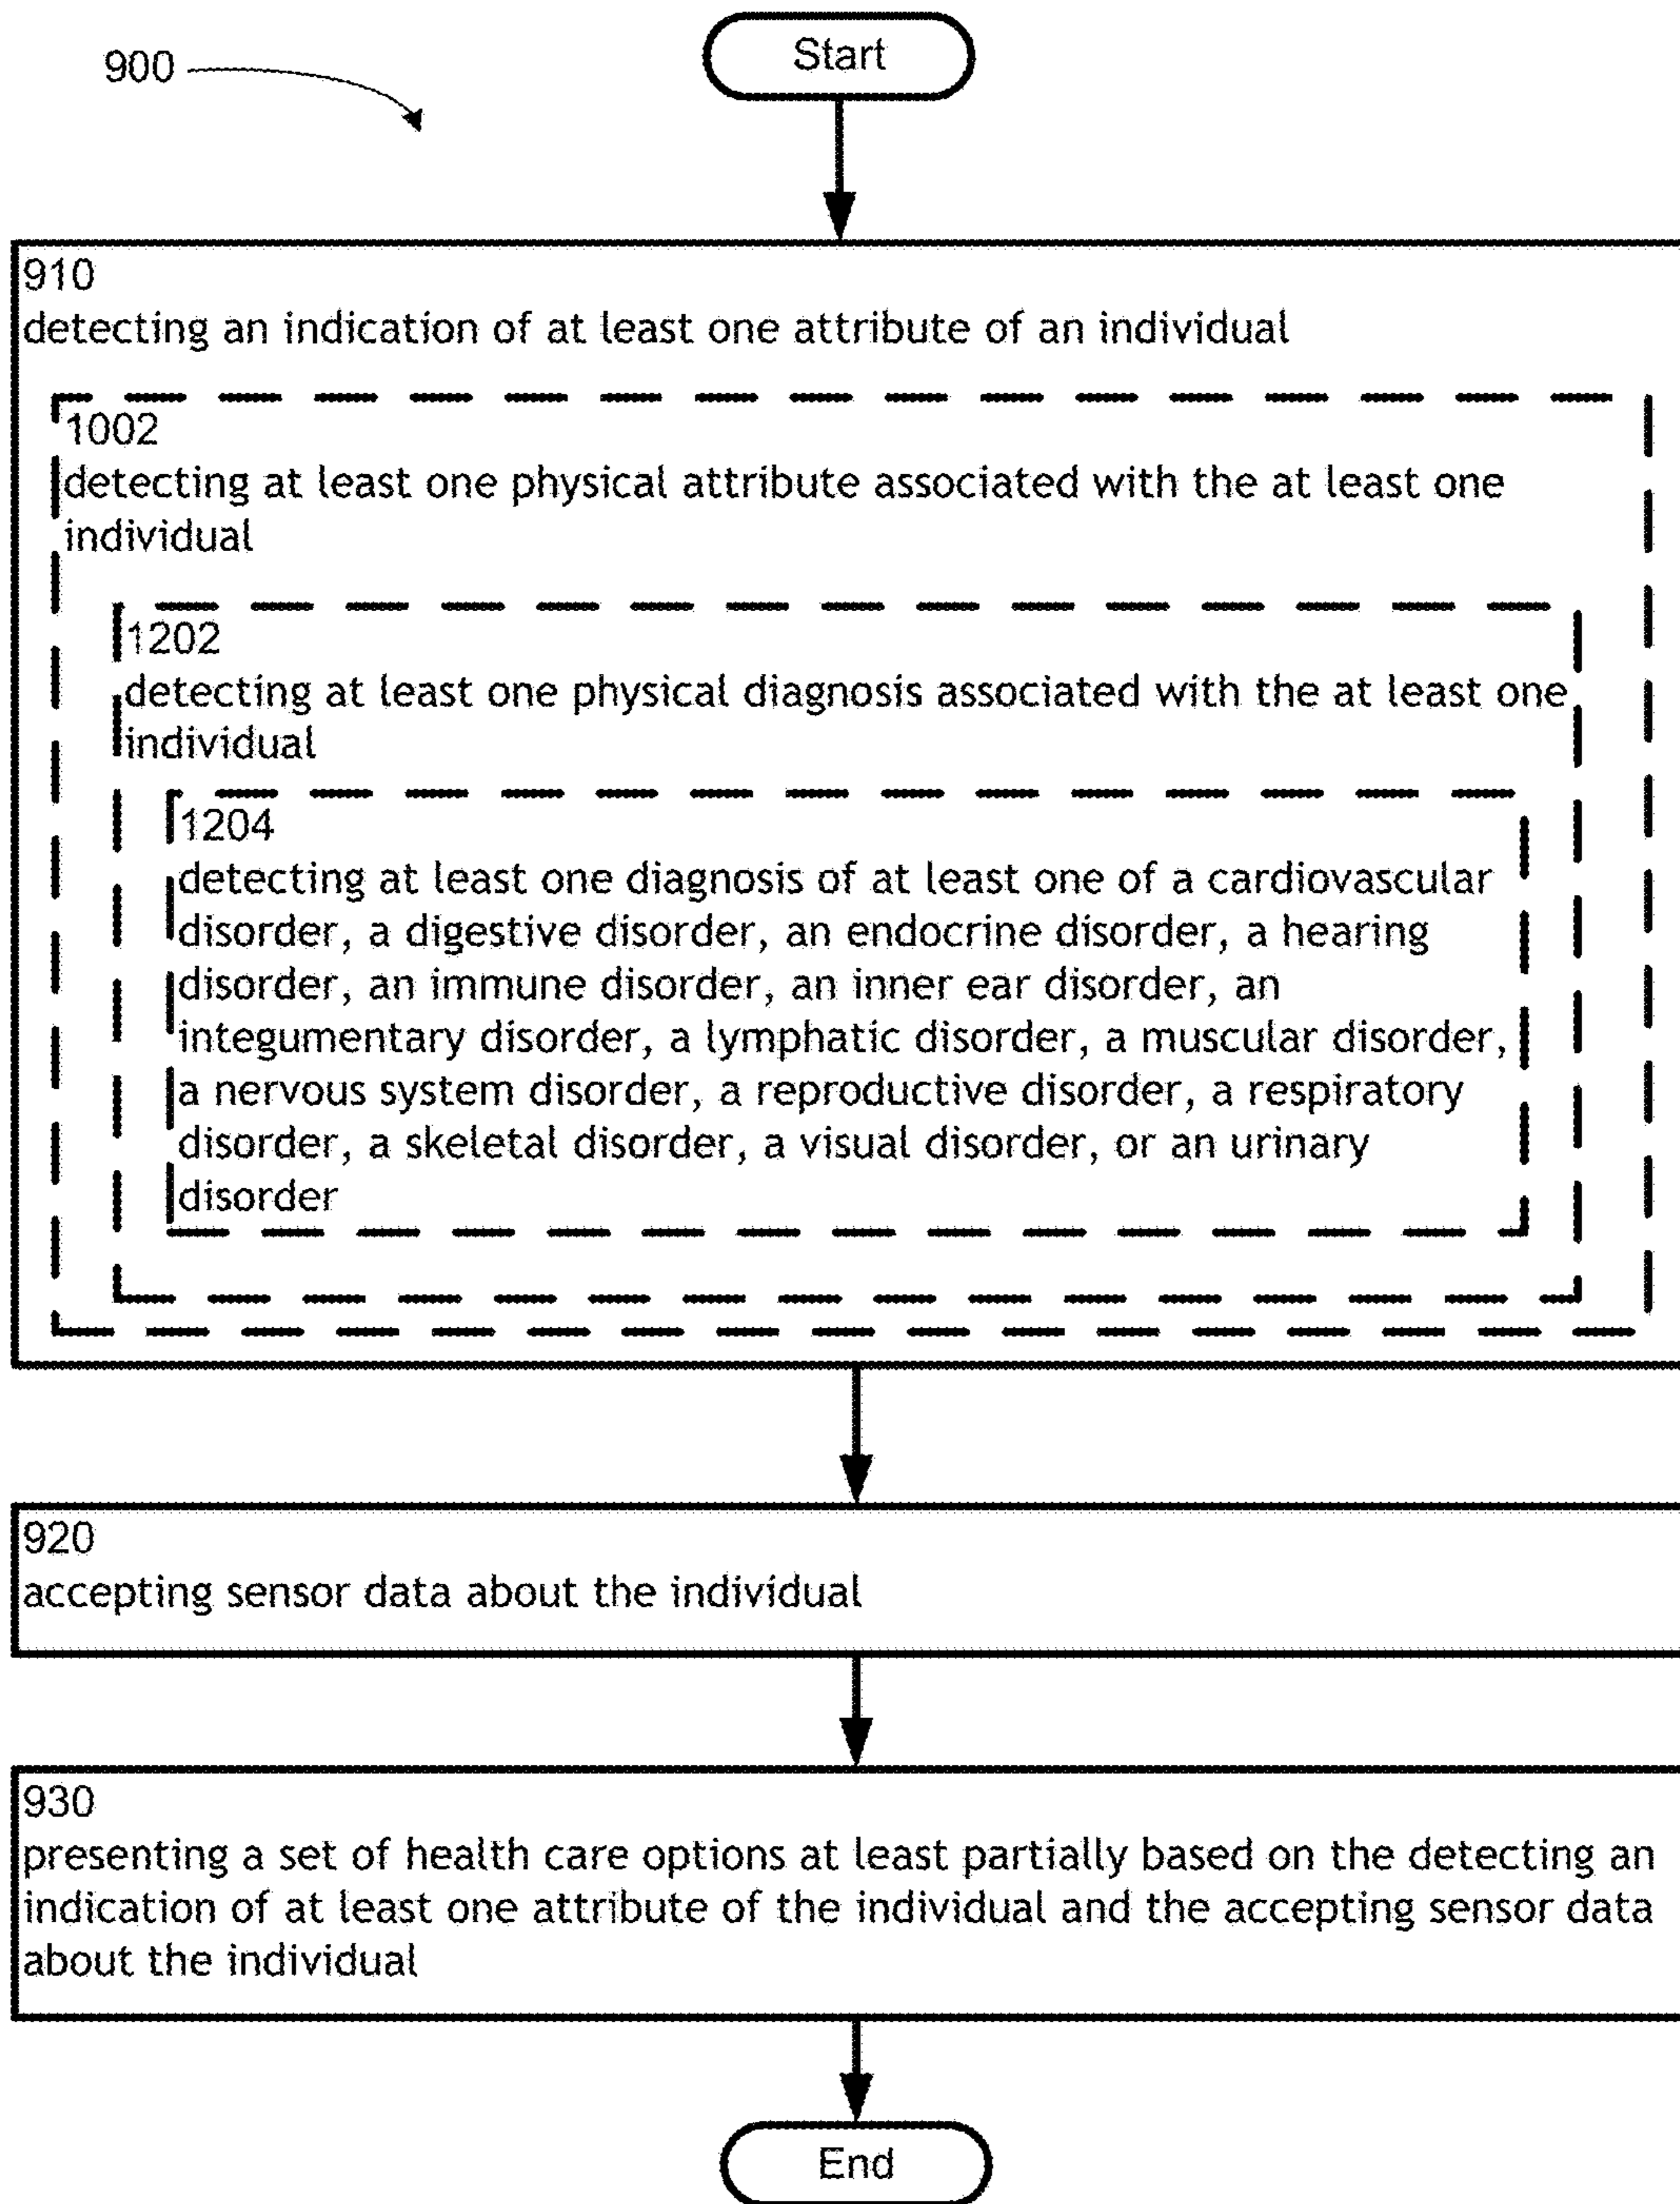 Start
900
910
detecting an indication of at least one attribute of an individual
1002
detecting at least one physical attribute associated with the at least one
individual
1202
detecting at least one physical diagnosis associated with the at least one
individual
1204
detecting at least one diagnosis of at least one of a cardiovascular
disorder, a digestive disorder, an endocrine disorder, a hearing
disorder, an immune disorder, an inner ear disorder, an
integumentary disorder, a lymphatic disorder, a muscular disorder,
a nervous system disorder, a reproductive disorder, a respiratory
disorder, a skeletal disorder, a visual disorder, or an urinary
disorder
920
accepting sensor data about the individual
930
presenting a set of health care options at least partially based on the detecting an
indication of at least one attribute of the individual and the accepting sensor data
about the individual
End